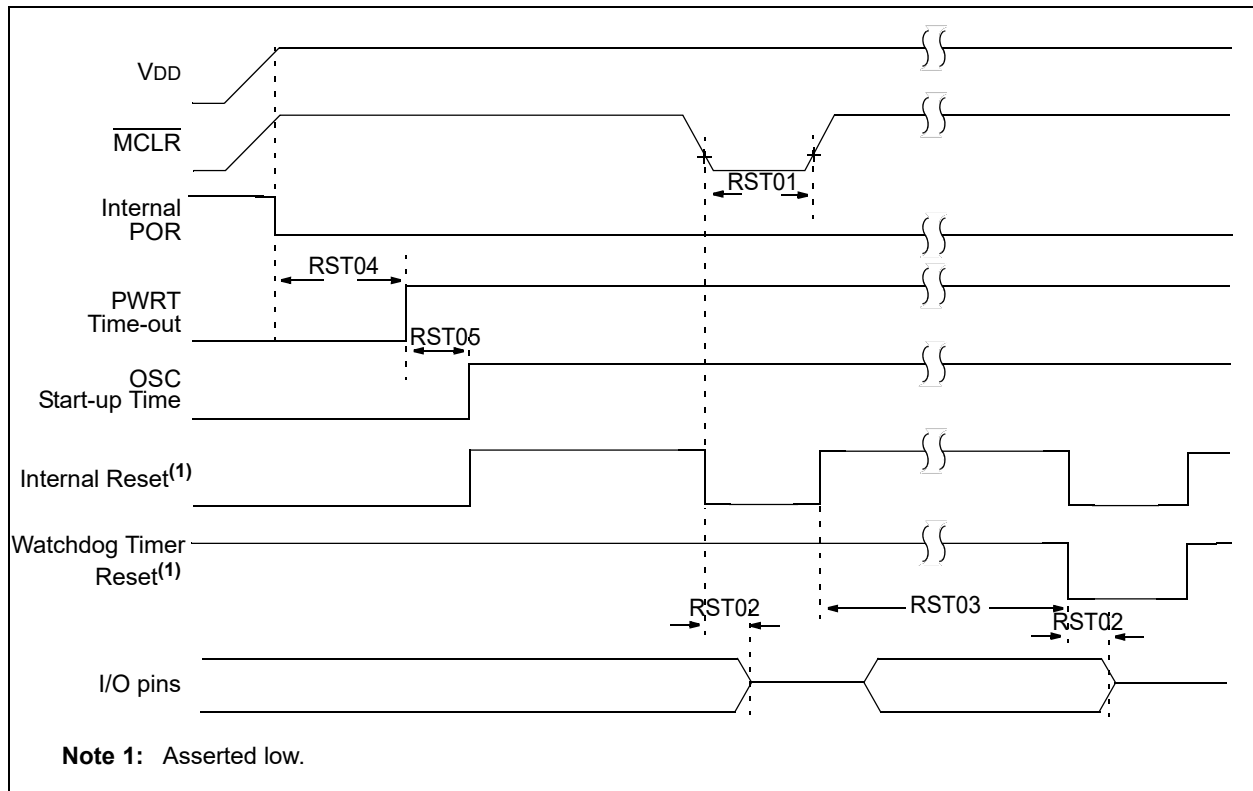 VDD
MCLR
RST01
Internal
POR
RST04
PWRT
Time-out
RST05
OSC
Start-up Time
Internal Reset(1)
Watchdog Timer
Reset(1)
RST02
RST03
RST02
I/O pins
Note 1: Asserted low.